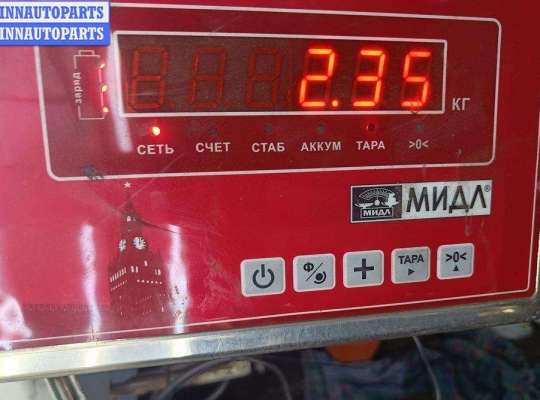 INNAUTOPARTS
INNAUTOPARTS
заряд
2.35 КГ
СЕТЬ СЧЕТ СТАБ АККУМ ТАРА >0<
МИДЛ МИДЛ®
Ф ТАРА >0<